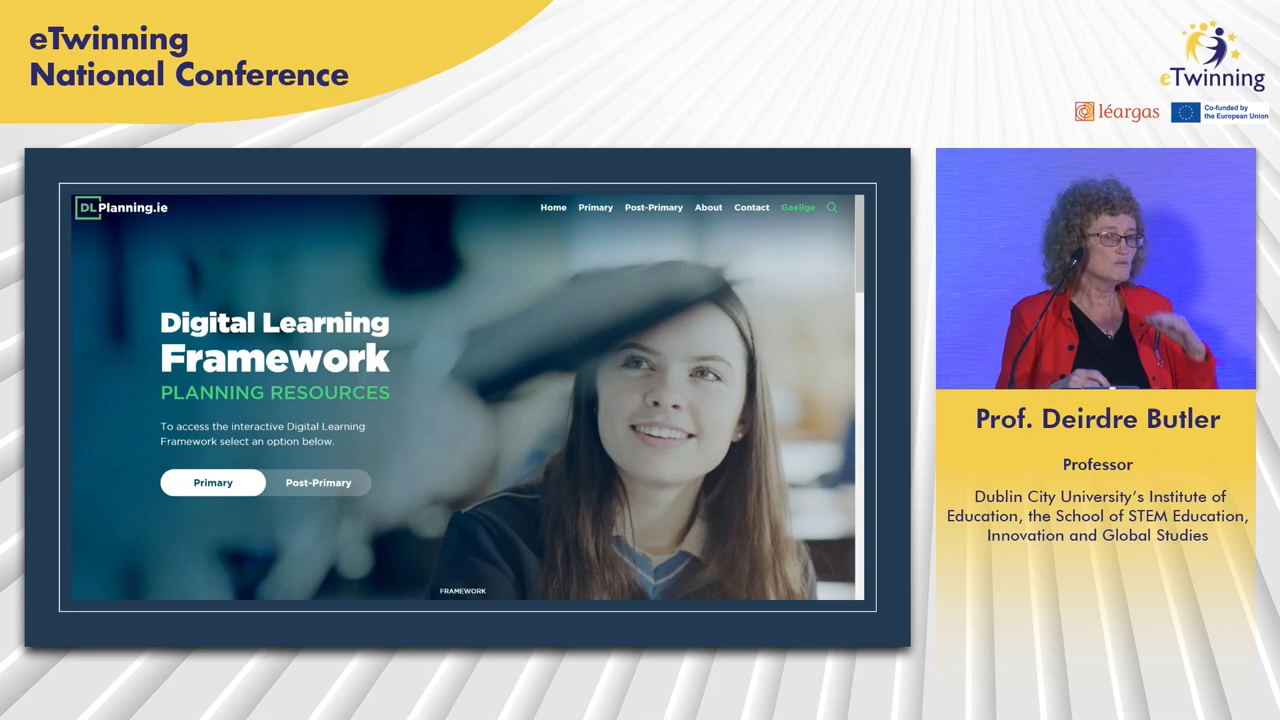 eTwinning
National Conference
eTwinning
léargas
Co-funded by
the European Union
DLPlanning.ie
Home Primary Post-Primary About Contact Gaeilge
Digital Learning
Framework
PLANNING RESOURCES
To access the interactive Digital Learning
Framework select an option below.
Primary Post-Primary
FRAMEWORK
Prof. Deirdre Butler
Professor
Dublin City University's Institute of
Education, the School of STEM Education,
Innovation and Global Studies